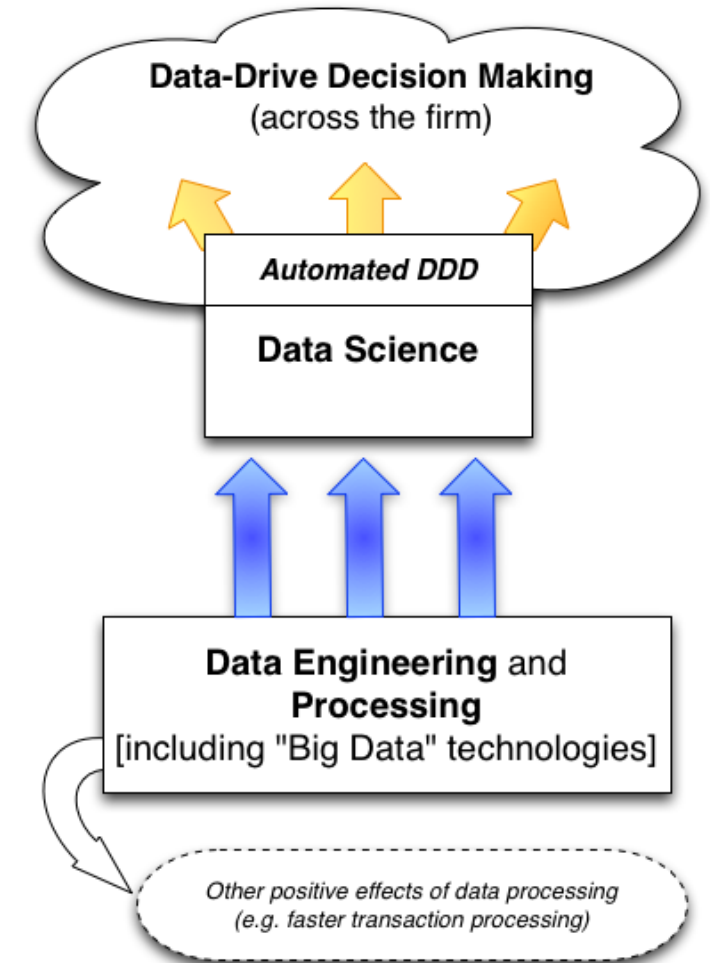 Data-Drive Decision Making
(across the firm)
Automated DDD
Data Science
Data Engineering and
Processing
[including "Big Data" technologies]
Other positive effects of data processing
(e.g. faster transaction processing)